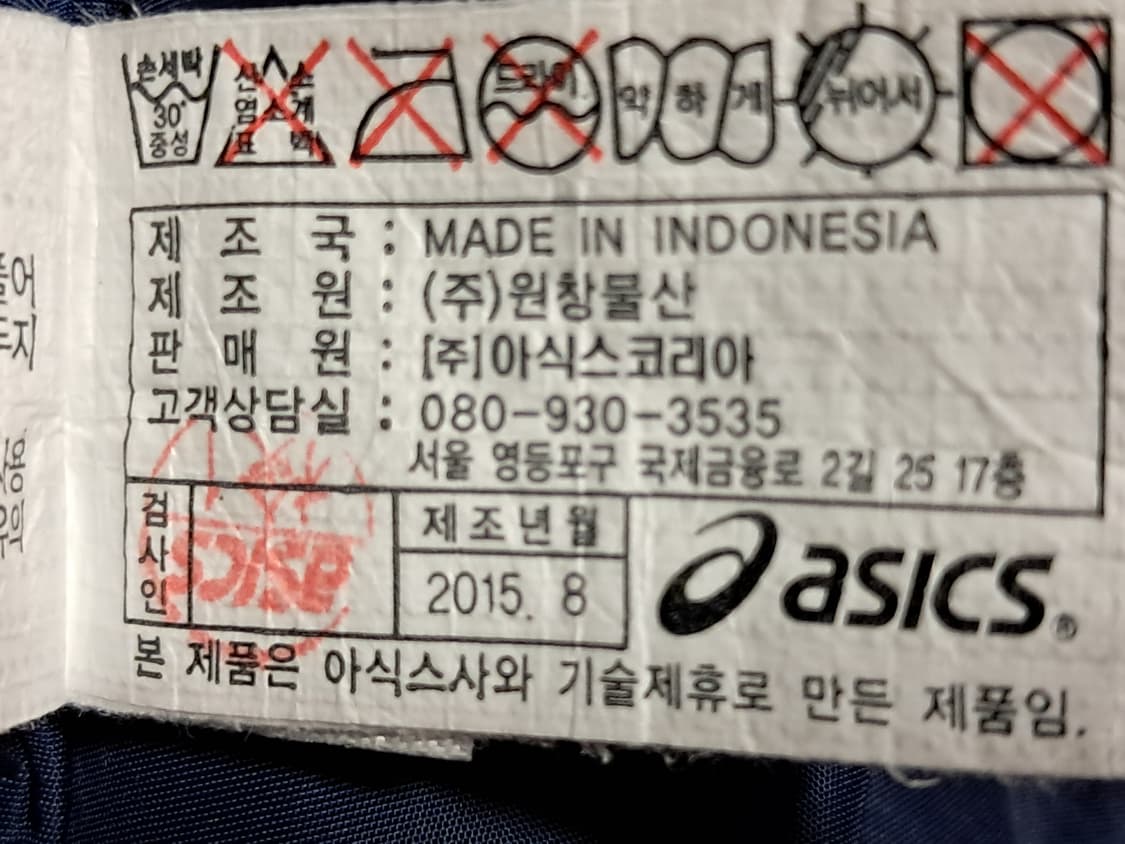 손세탁 30° 중성
산소 염소계 표백
드라이
약하게
뉘어서
제조국 : MADE IN INDONESIA
제조원 : (주)원창물산
판매원 : [주]아식스코리아
고객상담실 : 080-930-3535
서울 영등포구 국제금융로 2길 25 17층
검사인
asics
제조년월
2015. 8
asics®
본 제품은 아식스사와 기술제휴로 만든 제품임.